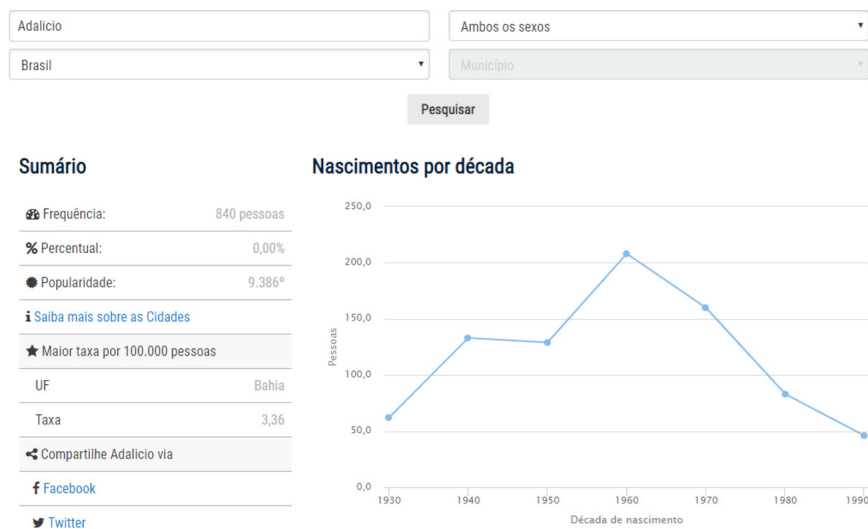 Adalicio
Ambos os sexos
Brasil
Município
Pesquisar
Sumário
Frequência: 840 pessoas
% Percentual: 0,00%
Popularidade: 9.386º
Saiba mais sobre as Cidades
Maior taxa por 100.000 pessoas
UF Bahia
Taxa 3,36
Compartilhe Adalicio via
Facebook
Twitter
Nascimentos por década
250,0
200,0
150,0
100,0
50,0
0,0
Pessoas
1930 1940 1950 1960 1970 1980 1990
Década de nascimento